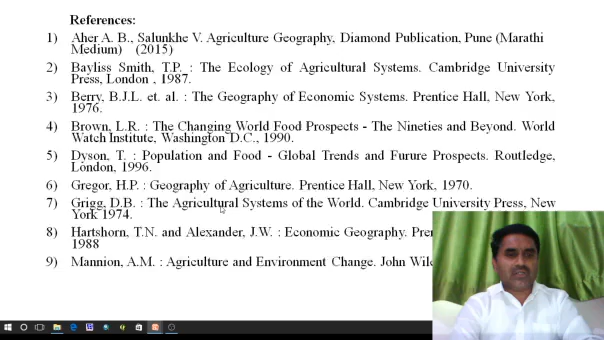 References:
1) Aher A. B., Salunkhe V. Agriculture Geography, Diamond Publication, Pune (Marathi
Medium) (2015)
2) Bayliss Smith, T.P. : The Ecology of Agricultural Systems. Cambridge University
Press, London , 1987.
3) Berry, B.J.L. et. al. : The Geography of Economic Systems. Prentice Hall, New York,
1976.
4) Brown, L.R. : The Changing World Food Prospects - The Nineties and Beyond. World
Watch Institute, Washington D.C., 1990.
5) Dyson, T. : Population and Food - Global Trends and Furure Prospects. Routledge,
London, 1996.
6) Gregor, H.P. : Geography of Agriculture. Prentice Hall, New York, 1970.
7) Grigg, D.B. : The Agricultural Systems of the World. Cambridge University Press, New
York 1974.
8) Hartshorn, T.N. and Alexander, J.W. : Economic Geography.
1988
9) Mannion, A.M. : Agriculture and Environment Change. John